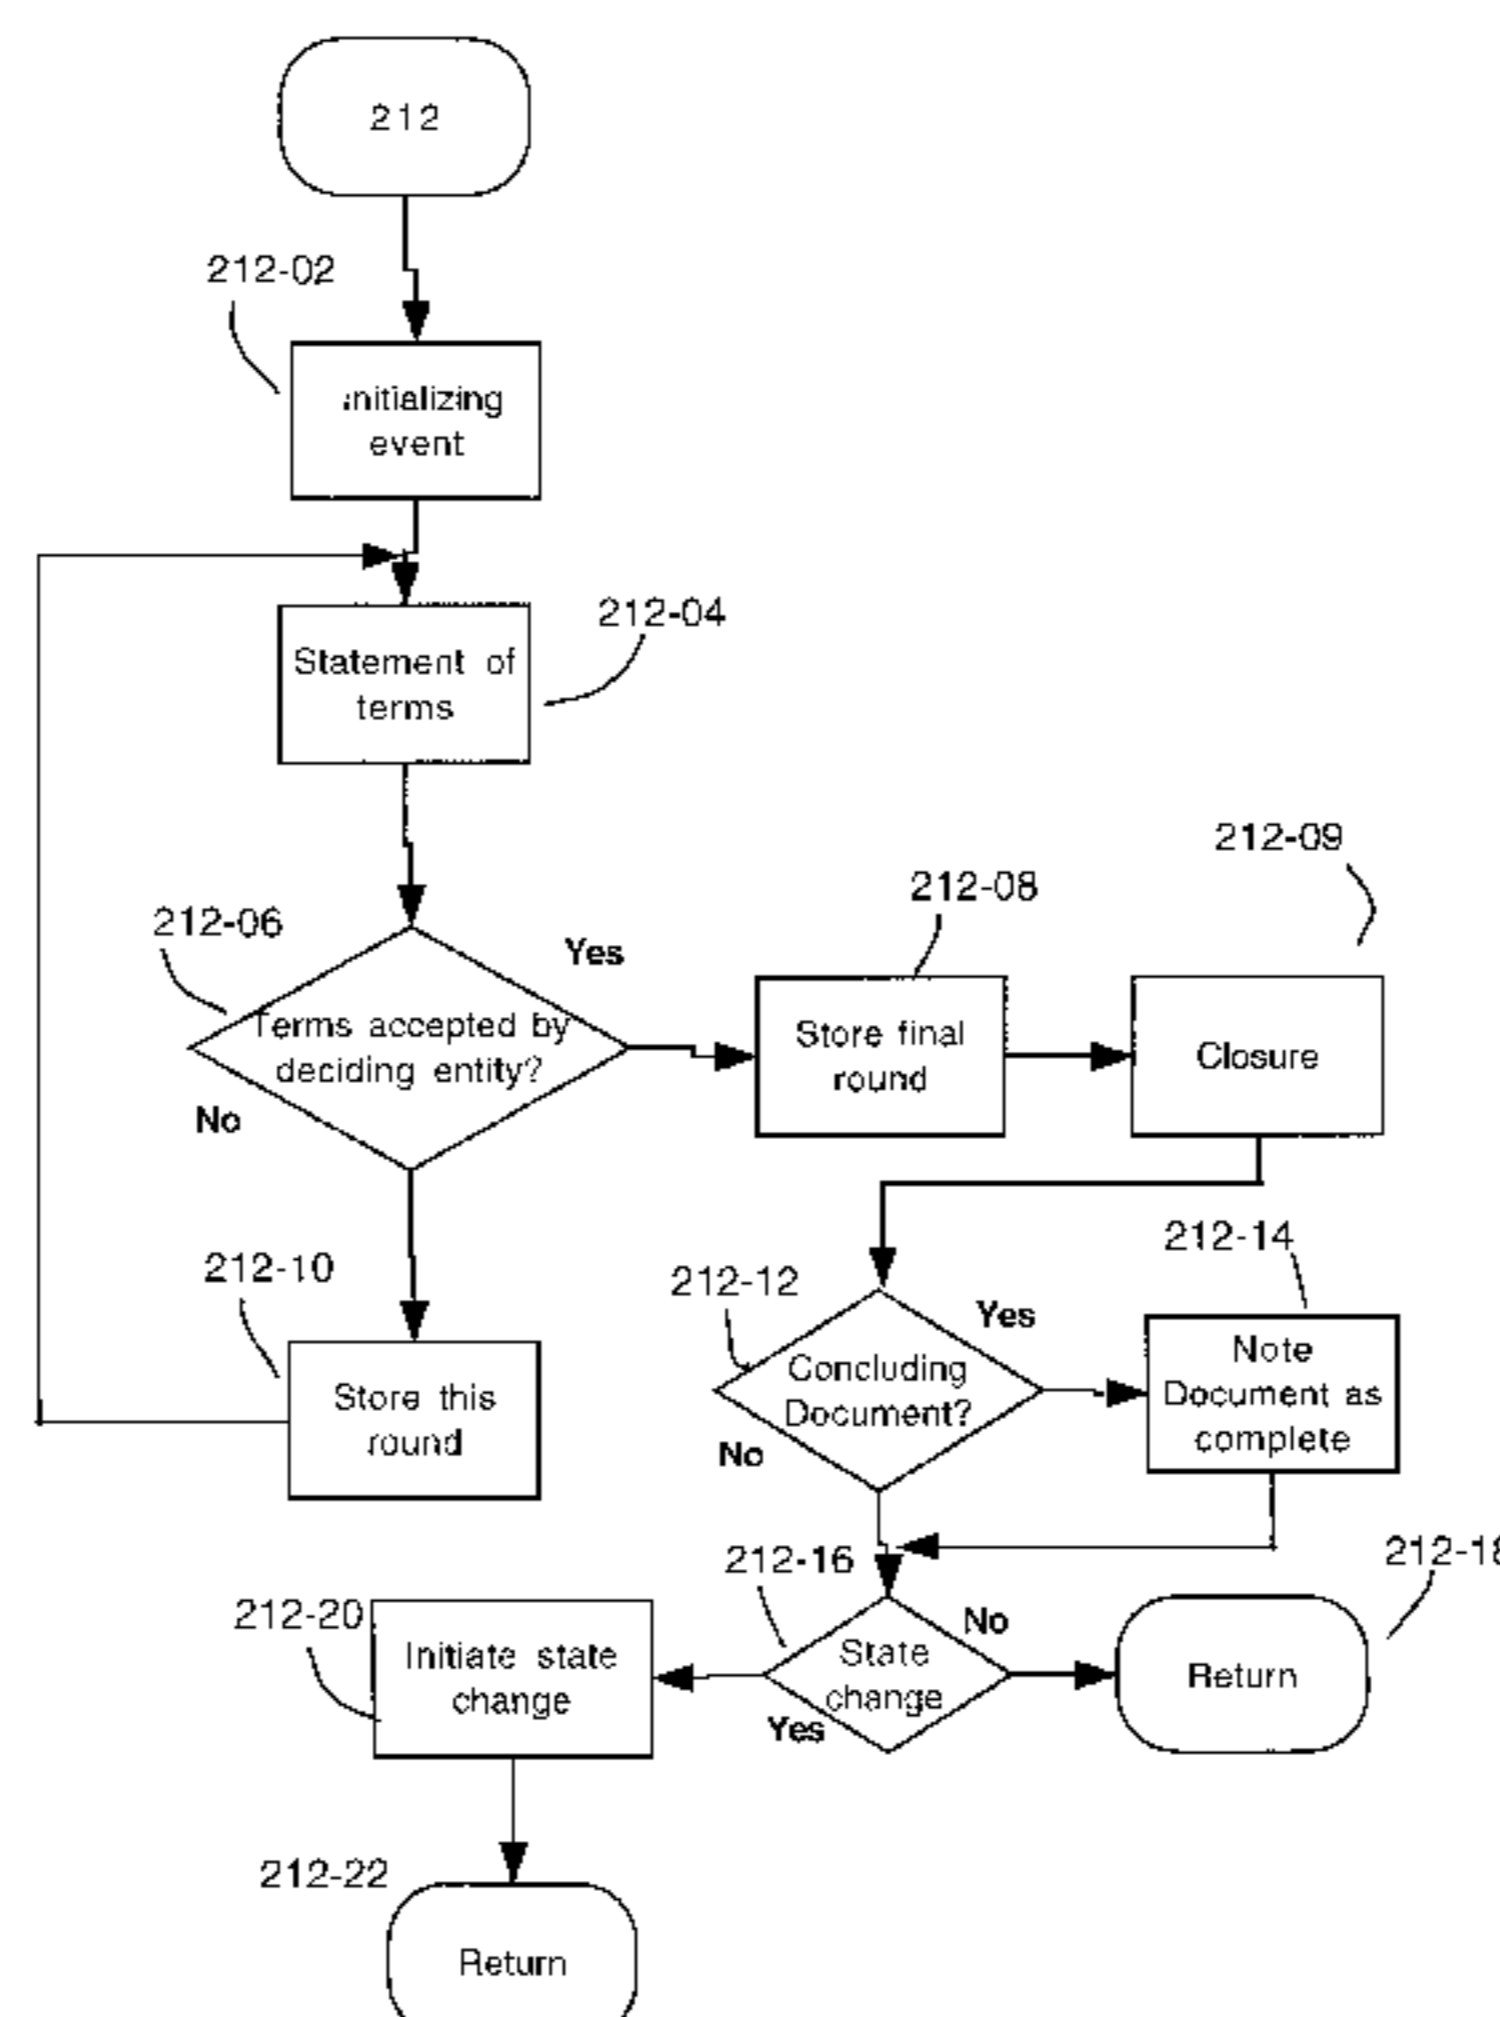 212
212-02
Initializing
event
212-04
Statement of
terms
212-06
Terms accepted by
deciding entity?
Yes
No
212-08
Store final
round
212-09
Closure
212-10
Store this
round
212-12
Concluding
Document?
Yes
No
212-14
Note
Document as
complete
212-16
State
change
No
Yes
212-18
Return
212-20
Initiate state
change
212-22
Return